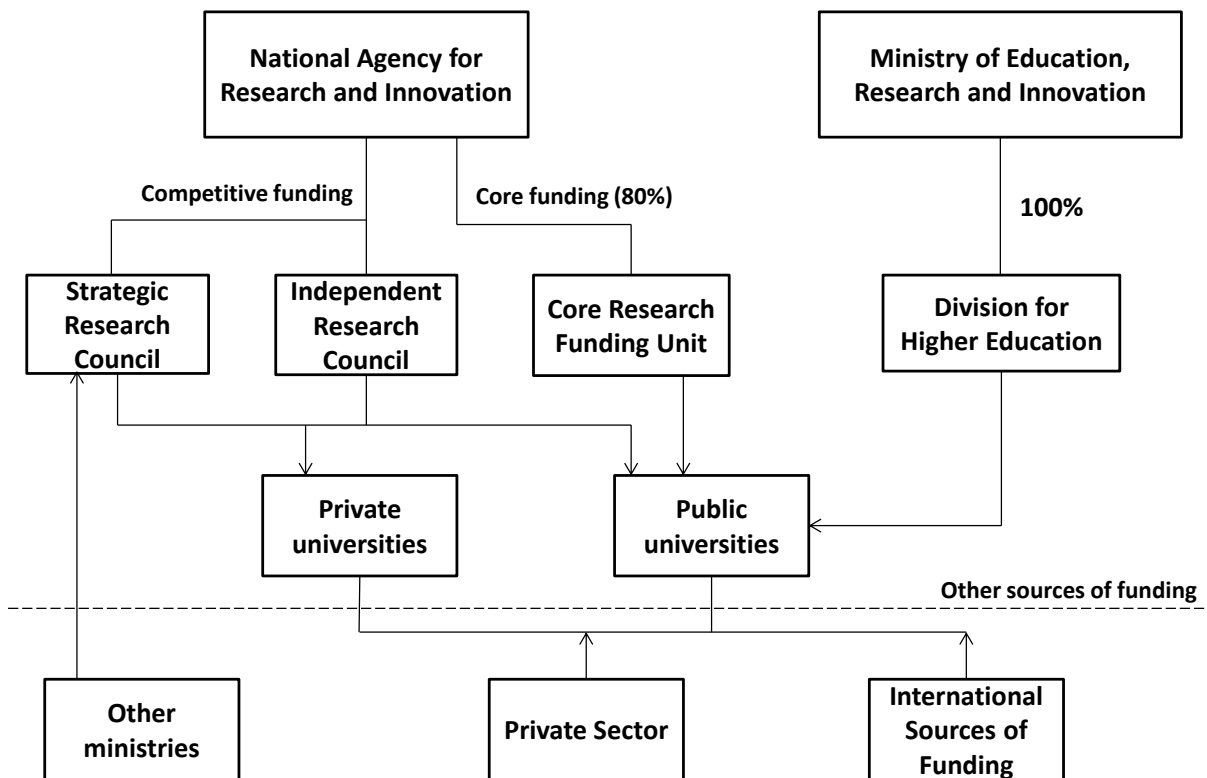 National Agency for
Research and Innovation
Ministry of Education,
Research and Innovation
Competitive funding
Core funding (80%)
100%
Strategic
Research
Council
Independent
Research
Council
Core Research
Funding Unit
Division for
Higher Education
Private
universities
Public
universities
Other sources of funding
Other
ministries
Private Sector
International
Sources of
Funding